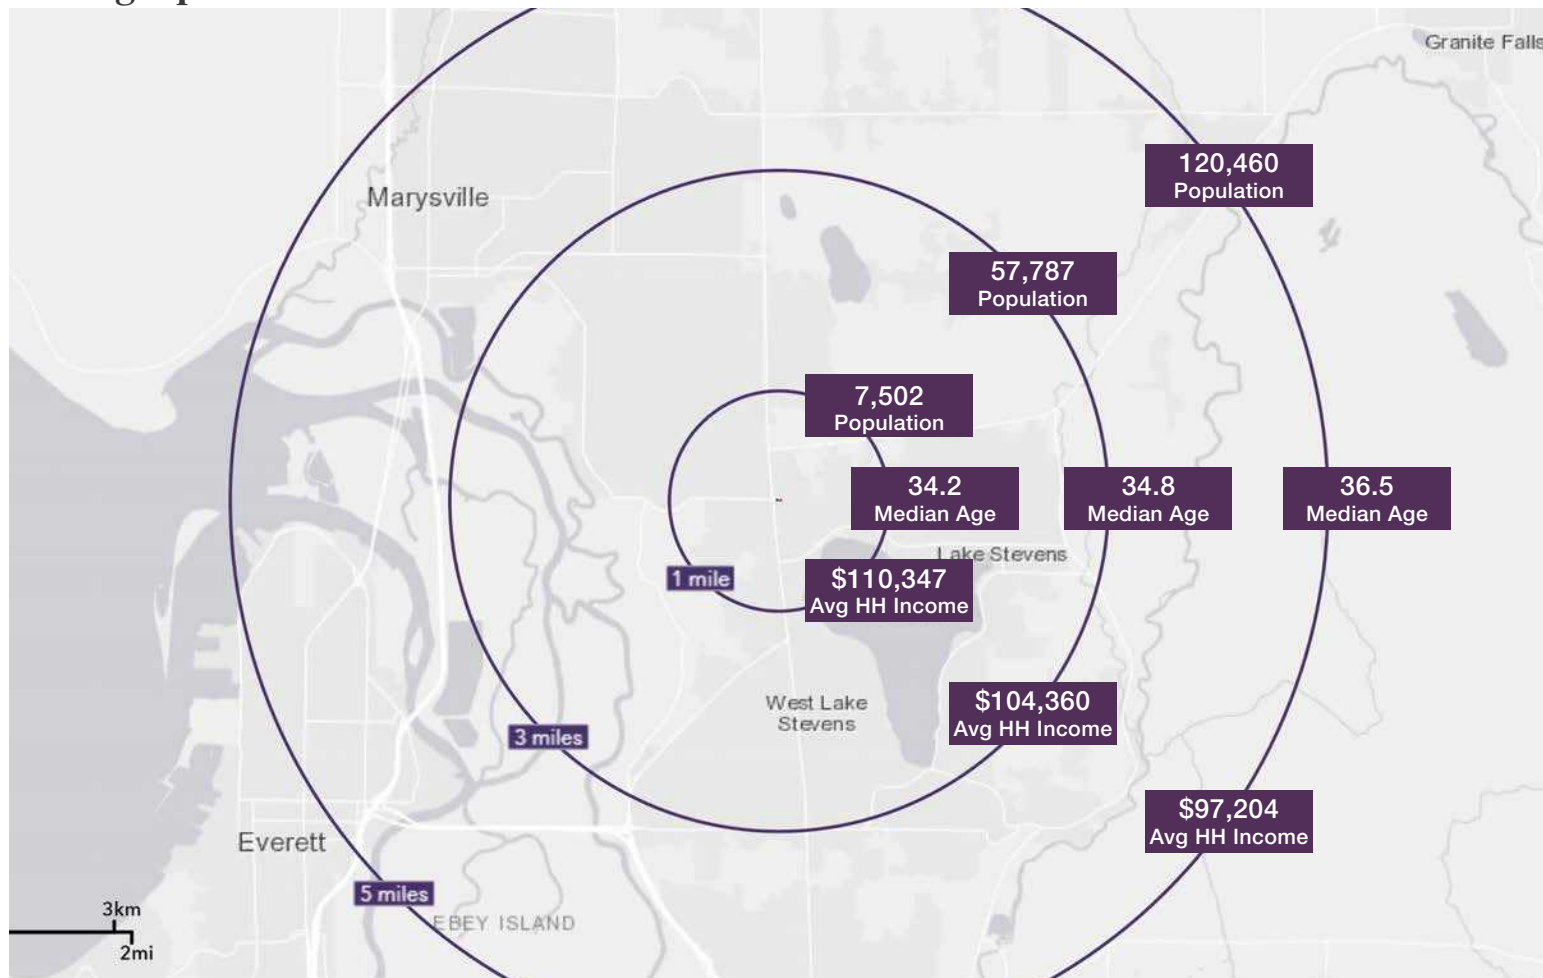 Granite Falls
120,460
Population
Marysville
57,787
Population
7,502
Population
34.2
Median Age
34.8
Median Age
36.5
Median Age
Lake Stevens
1 mile
$110,347
Avg HH Income
West Lake
Stevens
$104,360
Avg HH Income
3 miles
$97,204
Avg HH Income
Everett
5 miles
EBEY ISLAND
3km
2mi